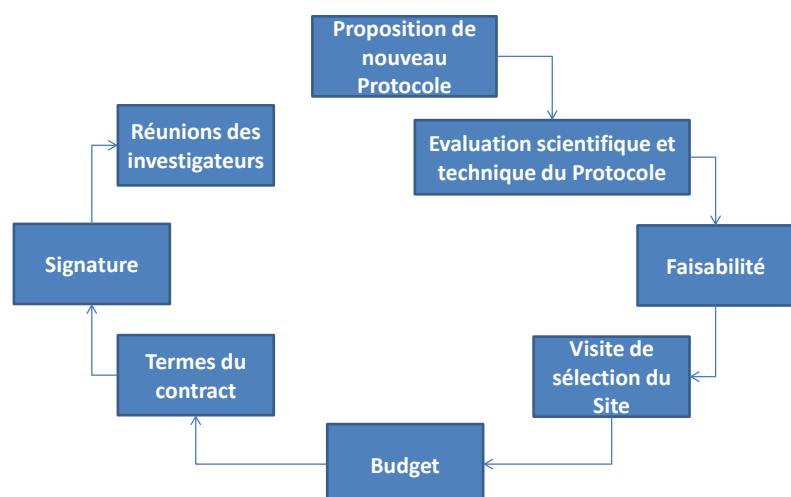 Proposition de
nouveau
Protocole
Evaluation scientifique et
technique du Protocole
Faisabilité
Visite de
sélection du
Site
Budget
Termes du
contract
Signature
Réunions des
investigateurs